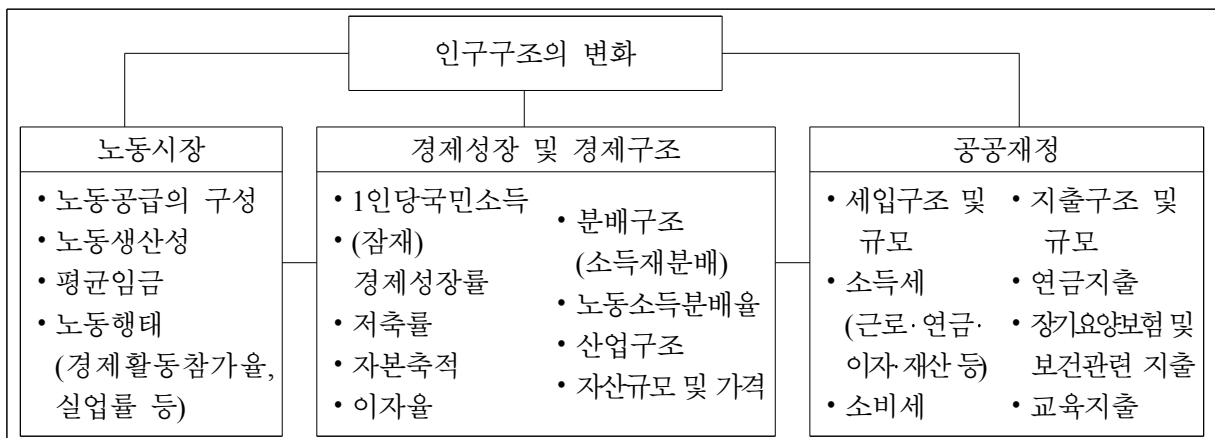 인구구조의 변화
노동시장
• 노동공급의 구성
• 노동생산성
• 평균임금
• 노동행태
(경제활동참가율,
실업률 등)
경제성장 및 경제구조
• 1인당국민소득
• (잠재)
경제성장률
• 저축률
• 자본축적
• 이자율
• 분배구조
(소득재분배)
• 노동소득분배율
• 산업구조
• 자산규모 및 가격
공공재정
• 세입구조 및
규모
• 소득세
(근로·연금·
이자·재산 등)
• 소비세
• 지출구조 및
규모
• 연금지출
• 장기요양보험 및
보건관련 지출
• 교육지출